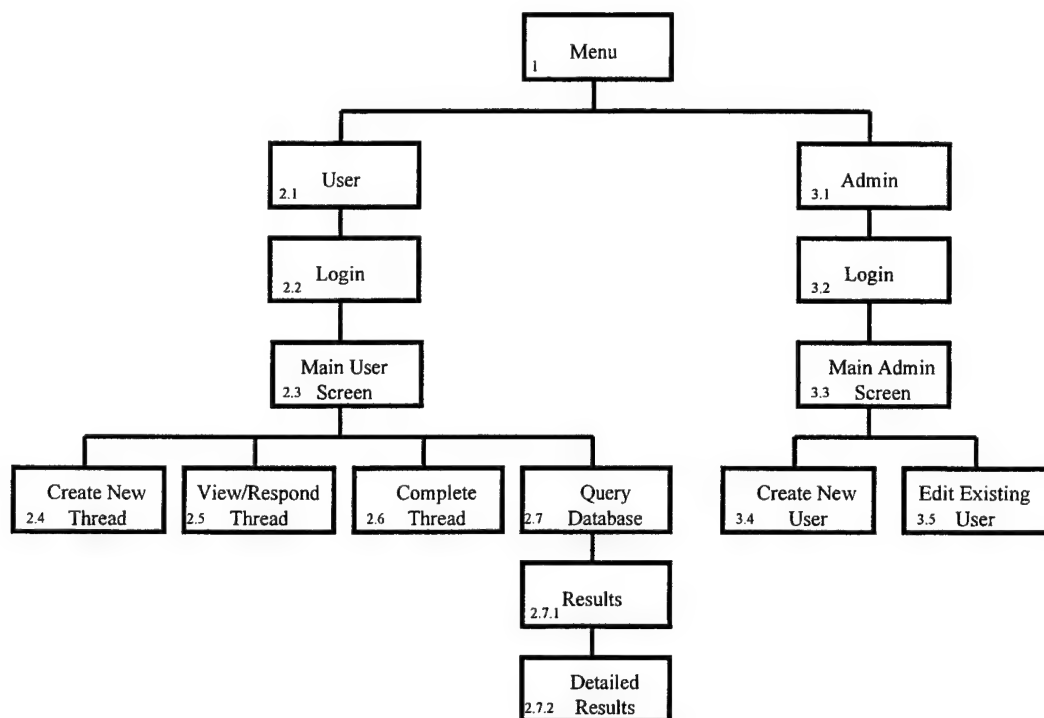 Menu
1
User
2.1
Admin
3.1
Login
2.2
Login
3.2
Main User
2.3 Screen
Main Admin
3.3 Screen
Create New
2.4 Thread
View/Respond
2.5 Thread
Complete
2.6 Thread
Query
2.7 Database
Create New
3.4 User
Edit Existing
3.5 User
Results
2.7.1
Detailed
2.7.2 Results